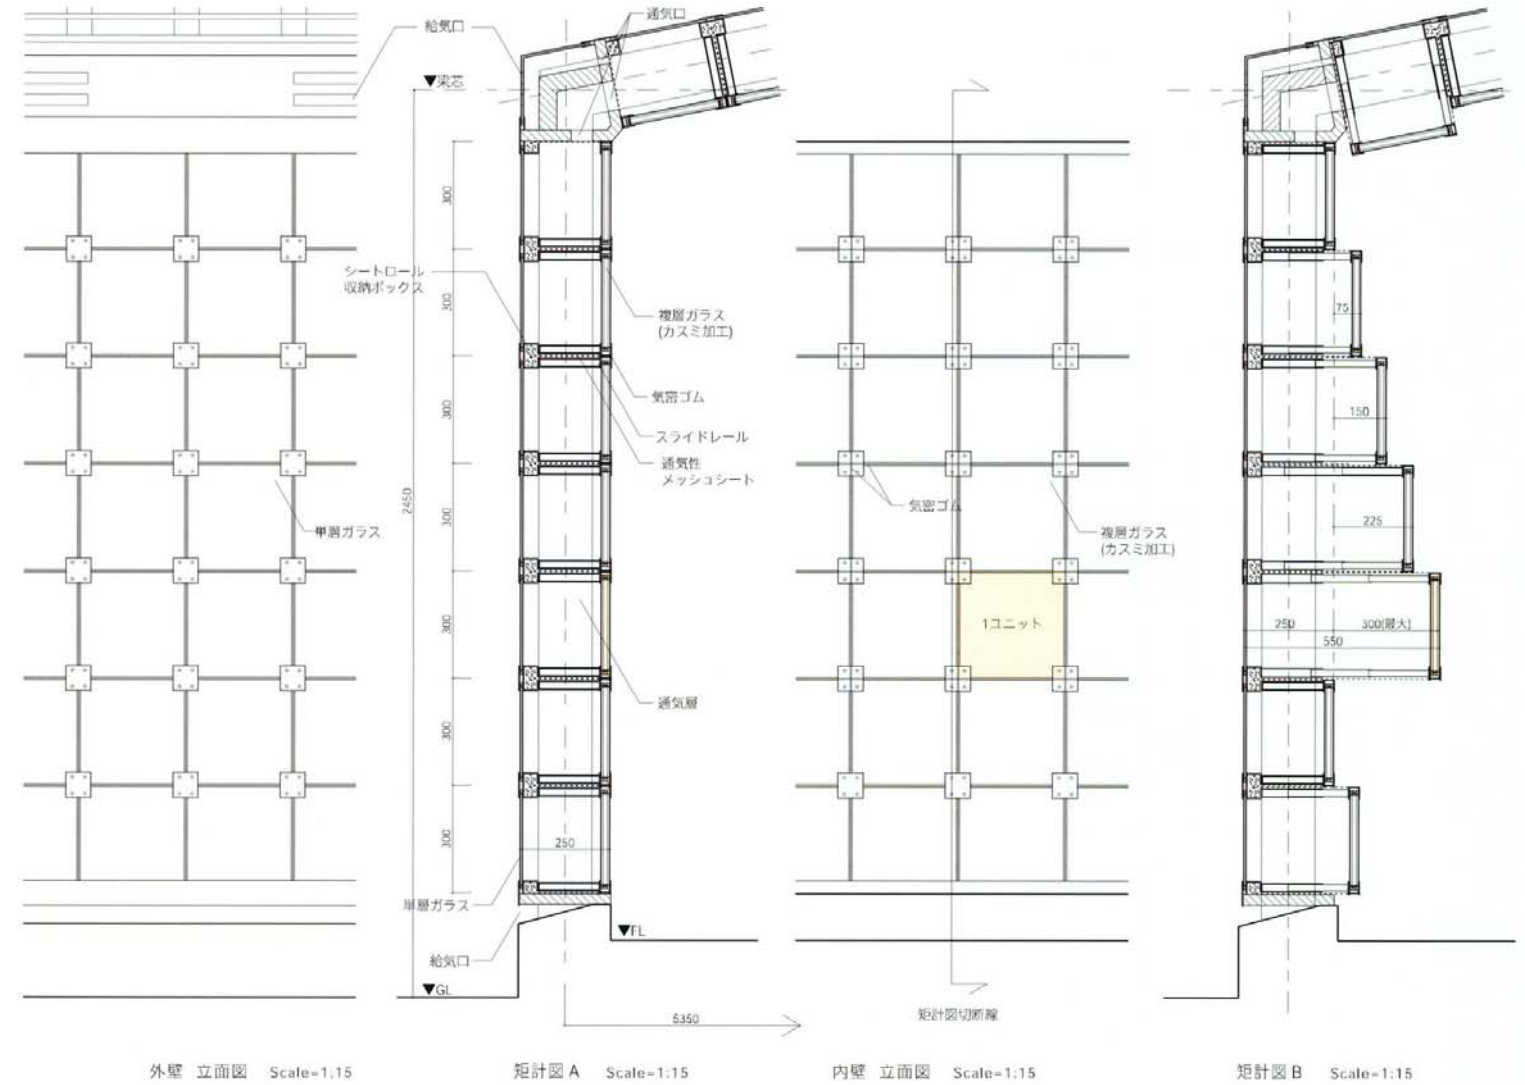 給気口
通気口
▼梁芯
300
シートロール
収納ボックス
300
複層ガラス
(カスミ加工)
75
300
気密ゴム
150
スライドレール
通気性
メッシュシート
2450
300
単層ガラス
気密ゴム
複層ガラス
(カスミ加工)
225
300
1ユニット
250
300(最大)
550
通気層
300
300
250
単層ガラス
▼FL
給気口
▼GL
5350
矩計図切断線
外壁 立面図 Scale=1:15
矩計図A Scale=1:15
内壁 立面図 Scale=1:15
矩計図B Scale=1:15